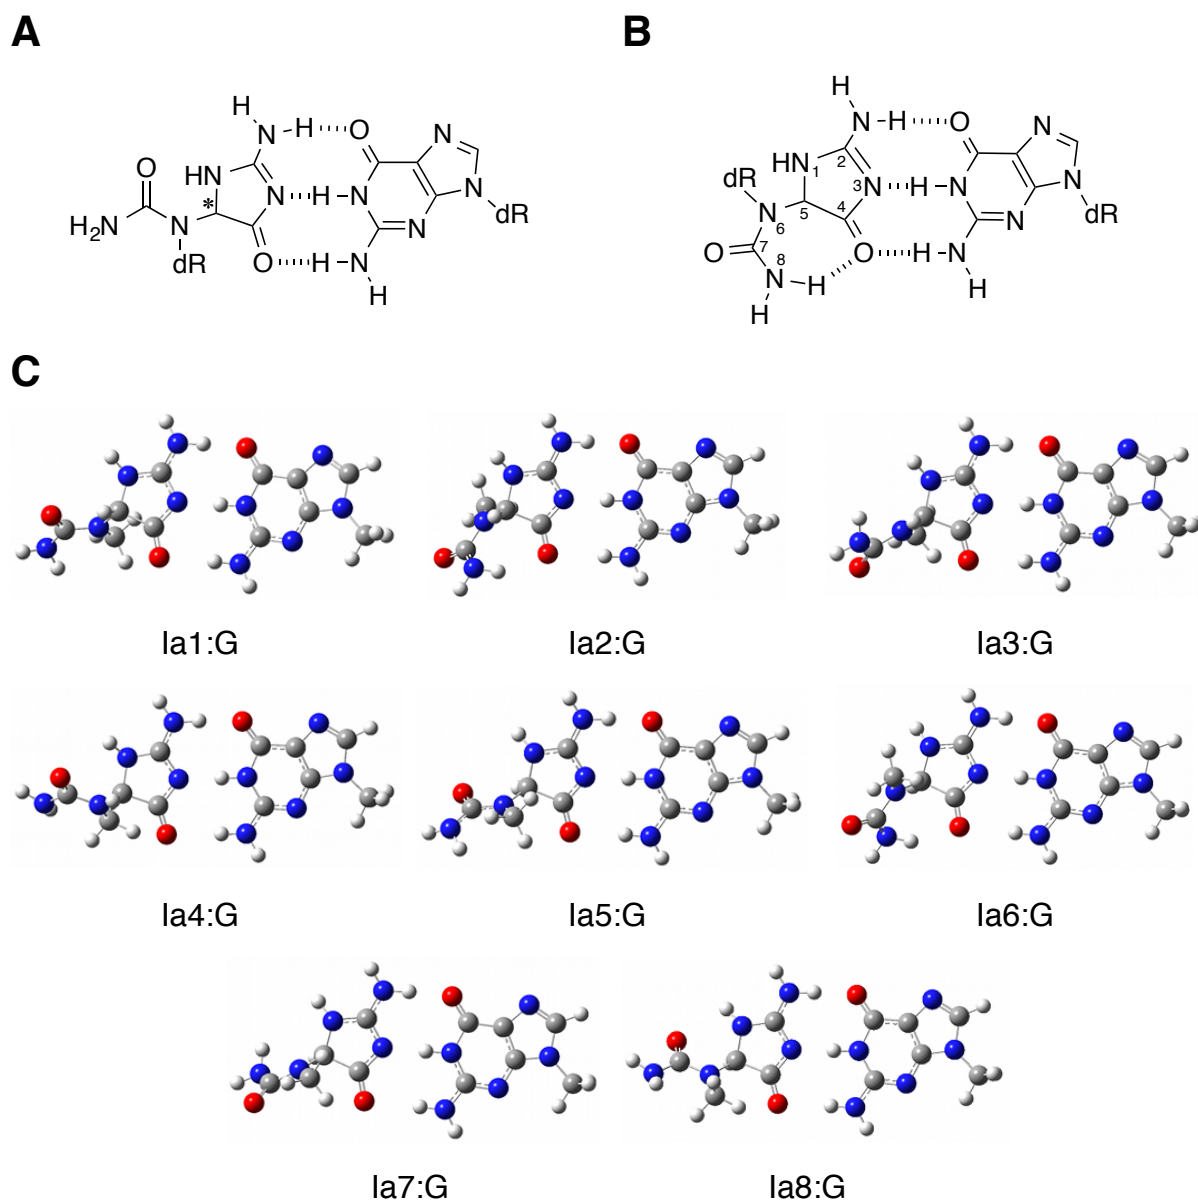 A B
H
N H O N
O HN
* N H N N
H2N N N dR
dR O H N
H
H
N H O N
dR HN 1 2
N 3 N H N N
6 5 4 N dR
O 7 8 O H N
N H H
H
C
Ia1:G Ia2:G Ia3:G
Ia4:G Ia5:G Ia6:G
Ia7:G Ia8:G